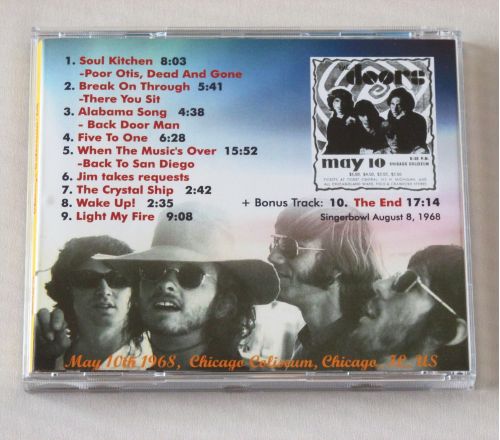 1. Soul Kitchen 8:03
-Poor Otis, Dead And Gone
2. Break On Through 5:41
-There You Sit
3. Alabama Song 4:38
- Back Door Man
4. Five To One 6:28
5. When The Music's Over 15:52
-Back To San Diego
6. Jim takes requests
7. The Crystal Ship 2:42
8. Wake Up! 2:35
9. Light My Fire 9:08
THE
doors
may 10
8:30 P.M.
CHICAGO COLISEUM
+ Bonus Track: 10. The End 17:14
Singerbowl August 8, 1968
May 10th 1968, Chicago Coliseum, Chicago, IL, US